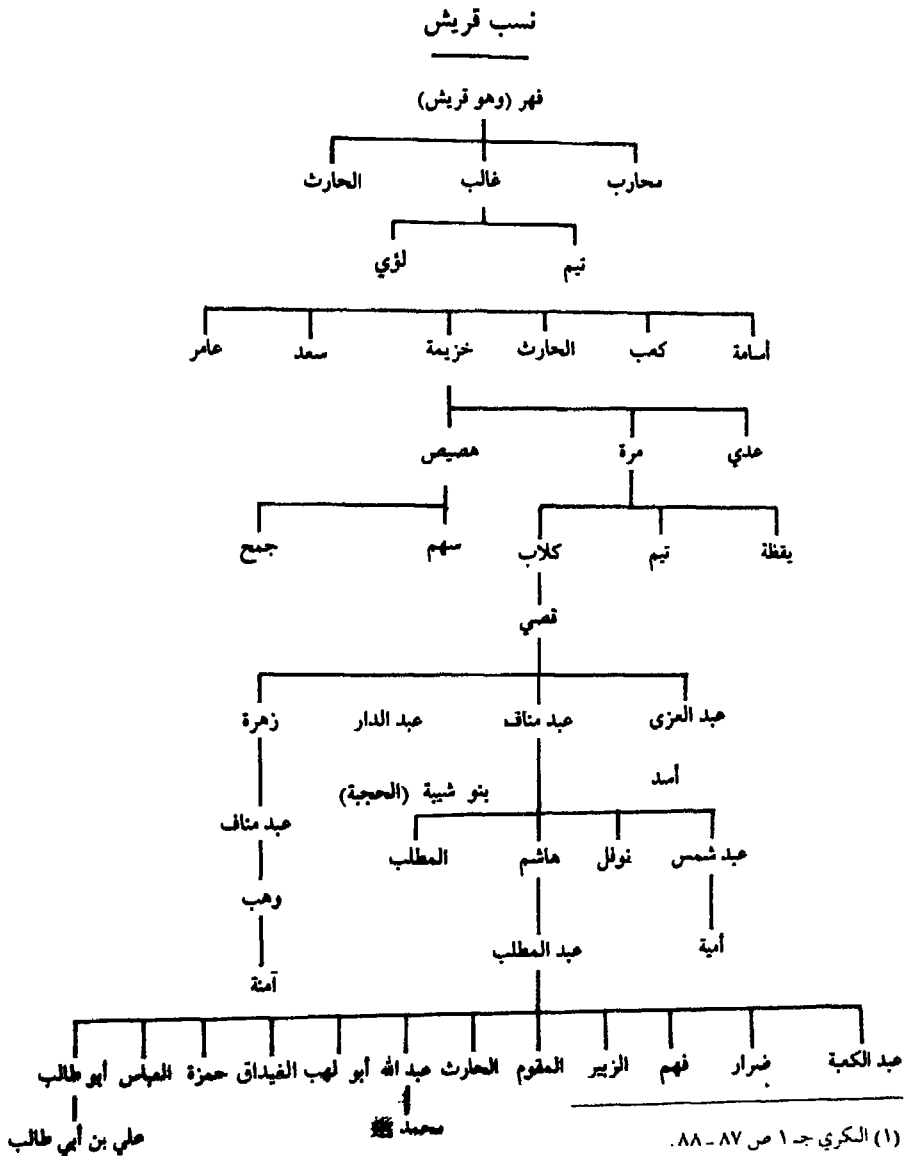 نسب قريش
فهر (وهو قريش)
محارب غالب الحارث
تيم لؤي
أسامة كعب الحارث خزيمة سعد عامر
عدي مرة هصيص
يقظة تيم كلاب سهم جمح
قصي
عبد العزى عبد مناف عبد الدار زهرة
أسد
بنو شيبة (الحجبة)
عبد مناف
عبد شمس نوفل هاشم المطلب
وهب
أمية
عبد المطلب
آمنة
عبد الكعبة ضرار فهم الزبير المقوم الحارث عبد الله أبو لهب الغيداق حمزة العباس أبو طالب
محمد ﷺ
علي بن أبي طالب
(١) البكري جـ ١ ص ٨٧ ـ ٨٨.